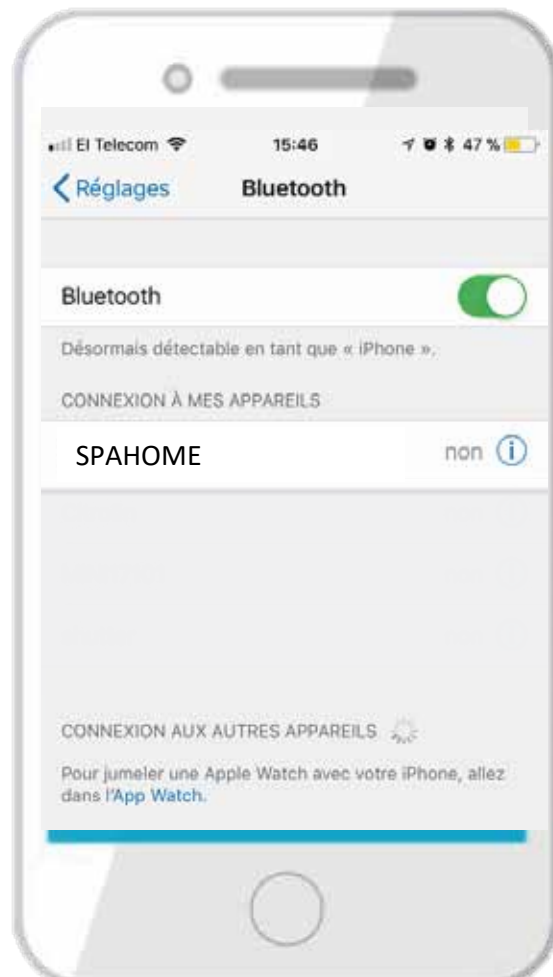 El Telecom 15:46 47 %
Réglages Bluetooth
Bluetooth
Désormais détectable en tant que « iPhone ».
CONNEXION À MES APPAREILS
SPAHOME non
CONNEXION AUX AUTRES APPAREILS
Pour jumeler une Apple Watch avec votre iPhone, allez
dans l'App Watch.